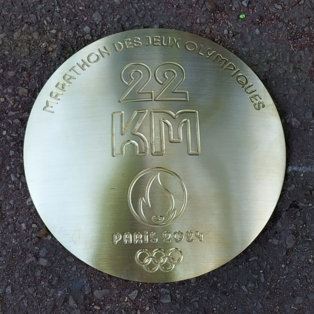 MARATHON DES JEUX OLYMPIQUES
22
KM
PARIS 2024